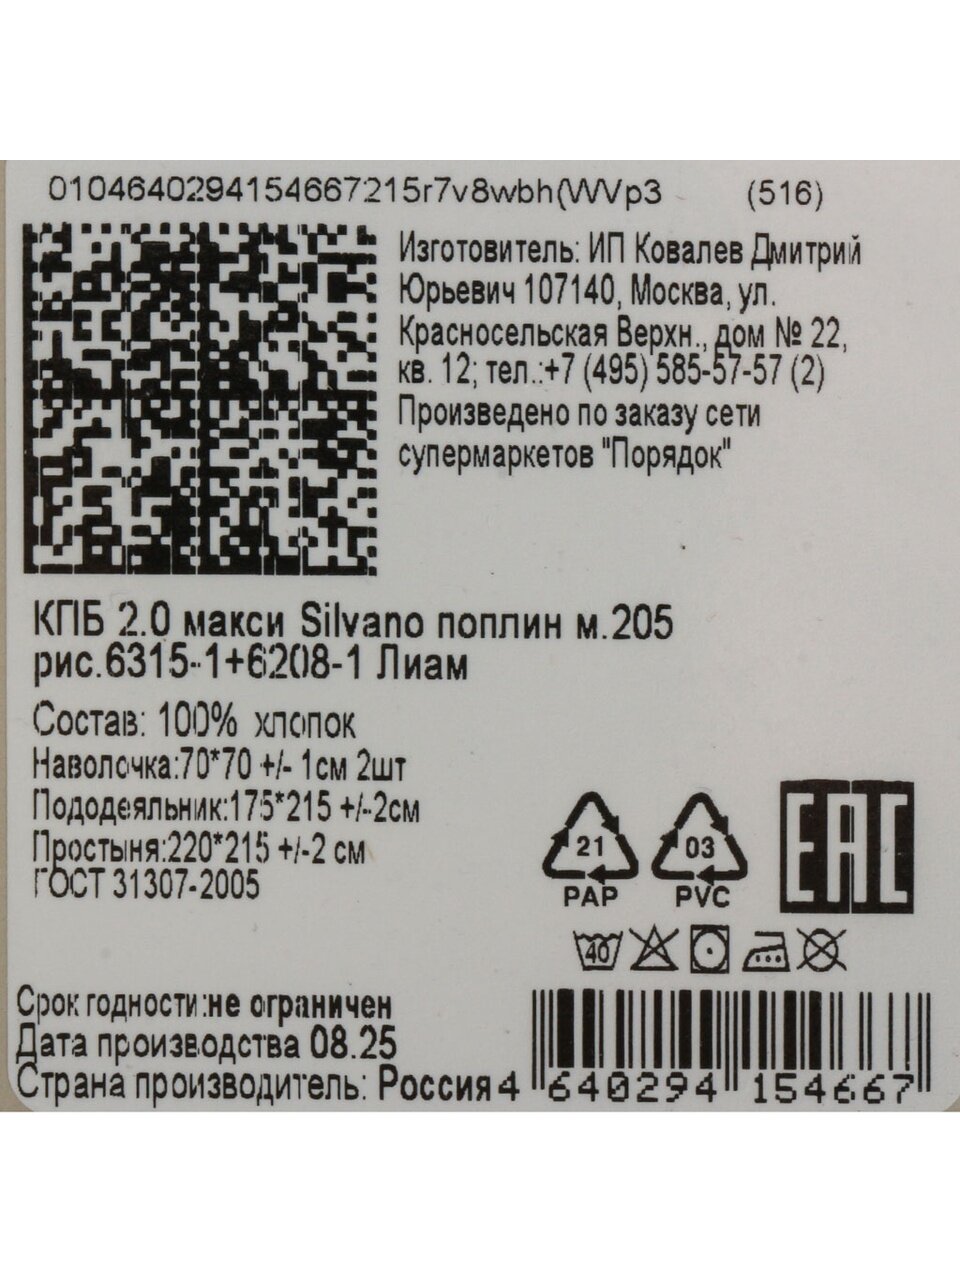 0104640294154667215r7v8wbh(WVp3 (516)
Изготовитель: ИП Ковалев Дмитрий
Юрьевич 107140, Москва, ул.
Красносельская Верхн., дом № 22,
кв. 12; тел.:+7 (495) 585-57-57 (2)
Произведено по заказу сети
супермаркетов "Порядок"
КПБ 2.0 макси Silvano поплин м.205
рис.6315-1+6208-1 Лиам
Состав: 100% хлопок
Наволочка:70*70 +/- 1см 2шт
Пододеяльник:175*215 +/-2см
Простыня:220*215 +/-2 см
ГОСТ 31307-2005
21 03 EAC
PAP PVC
40
Срок годности:не ограничен
Дата производства 08.25
Страна производитель: Россия
4 640294 154667